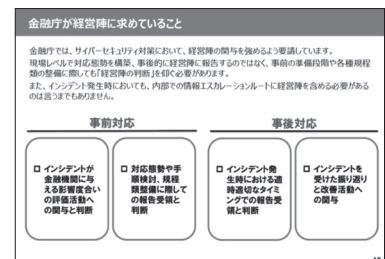 金融庁が経営陣に求めていること
金融庁では、サイバーセキュリティ対策において、経営陣の関与を強めるよう要請しています。
現場レベルで対応態勢を構築、事後的に経営陣に報告するのではなく、事前の準備段階や各種規程
類の整備に際しても「経営陣の判断」を仰ぐ必要があります。
また、インシデント発生時においても、内部での情報エスカレーションルートに経営陣を含める必要がある
のは言うまでもありません。
事前対応
事後対応
ロ インシデントが
金融機関に与
える影響度合い
の評価活動へ
の関与と判断
ロ 対応態勢や手
順検討、規程
類整備に際して
の報告受領と
判断
ロ インシデント発
生時における適
時適切なタイミ
ングでの報告受
領と判断
ロ インシデントを
受けた振り返り
と改善活動へ
の関与